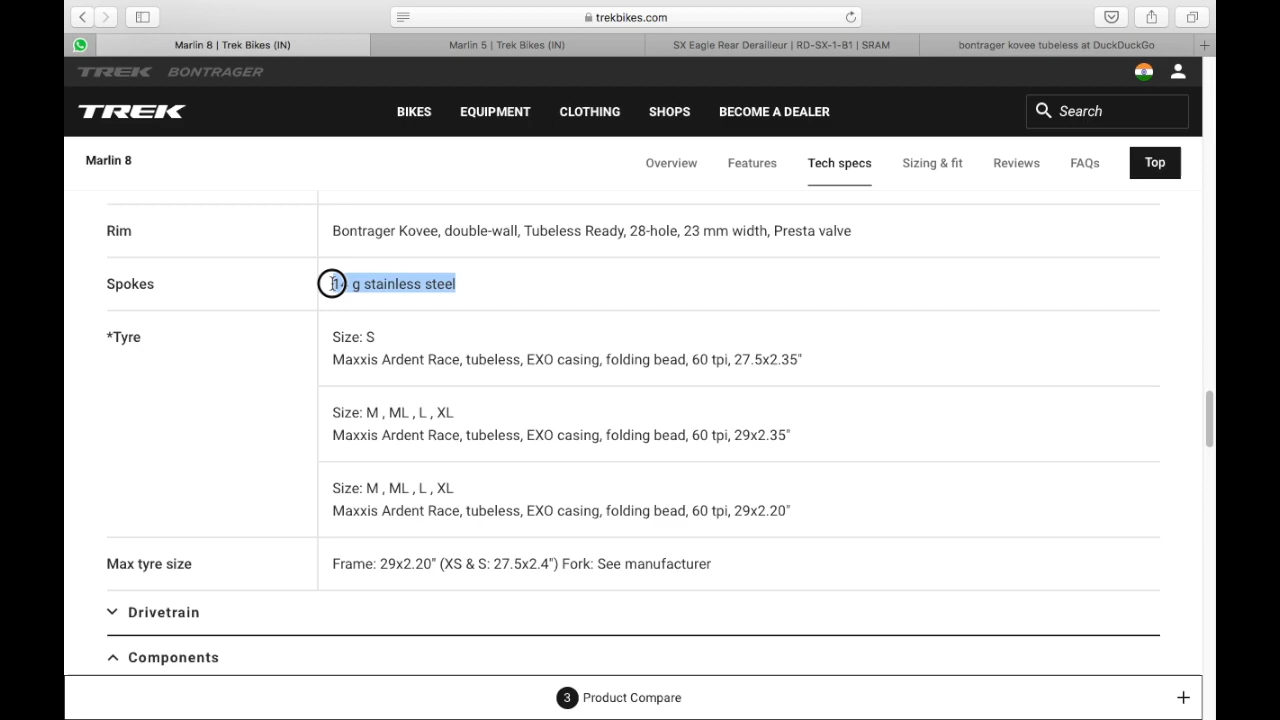 trekbikes.com
Marlin 8 | Trek Bikes (IN)
Marlin 5 | Trek Bikes (IN)
SX Eagle Rear Derailleur | RD-SX-1-B1 | SRAM
bontrager kovee tubeless at DuckDuckGo
TREK BONTRAGER
TREK
BIKES
EQUIPMENT
CLOTHING
SHOPS
BECOME A DEALER
Search
Marlin 8
Overview
Features
Tech specs
Sizing & fit
Reviews
FAQs
Top
Rim
Bontrager Kovee, double-wall, Tubeless Ready, 28-hole, 23 mm width, Presta valve
Spokes
14 g stainless steel
*Tyre
Size: S
Maxxis Ardent Race, tubeless, EXO casing, folding bead, 60 tpi, 27.5x2.35"
Size: M , ML , L , XL
Maxxis Ardent Race, tubeless, EXO casing, folding bead, 60 tpi, 29x2.35"
Size: M , ML , L , XL
Maxxis Ardent Race, tubeless, EXO casing, folding bead, 60 tpi, 29x2.20"
Max tyre size
Frame: 29x2.20" (XS & S: 27.5x2.4") Fork: See manufacturer
Drivetrain
Components
3 Product Compare